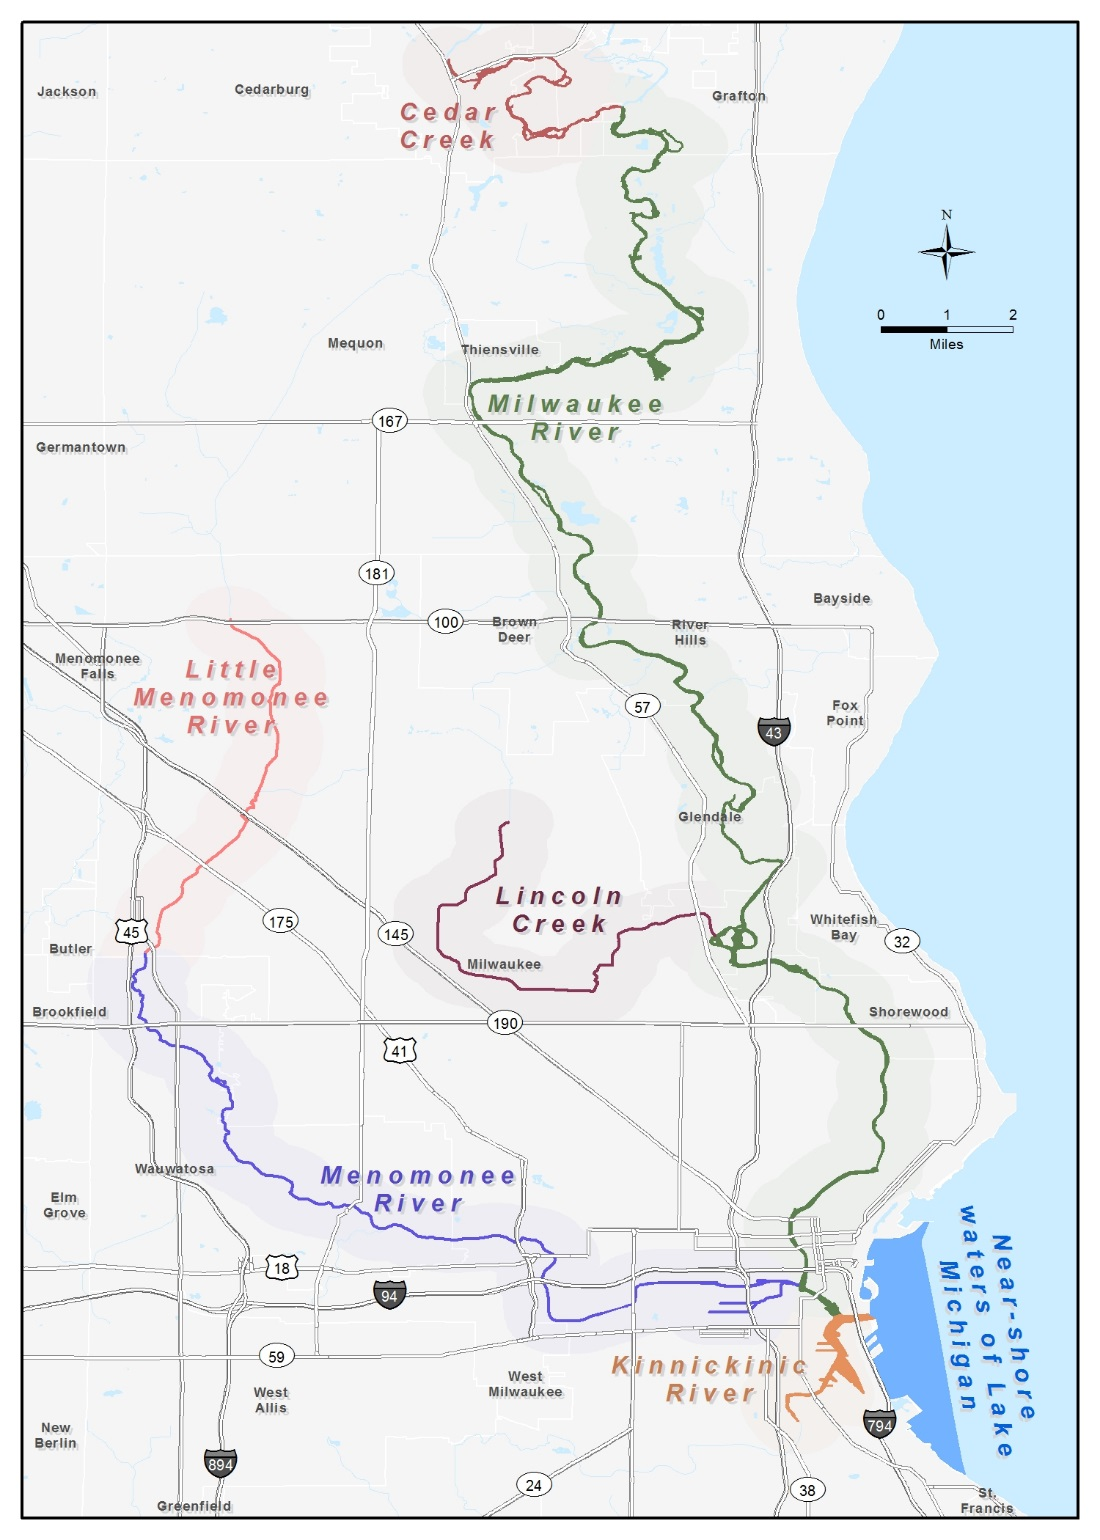 Jackson
Cedarburg
Grafton
Cedar
Creek
N
0 1 2
Miles
Mequon
Thiensville
Milwaukee
River
167
Germantown
181
Bayside
100
Brown
Deer
River
Hills
Menomonee
Falls
Little
Menomonee
River
57
Fox
Point
43
Glendale
Lincoln
Creek
175
145
45
Butler
Whitefish
Bay
32
Milwaukee
Brookfield
190
Shorewood
41
Wauwatosa
Menomonee
River
Elm
Grove
Near-shore
waters of Lake
Michigan
18
94
59
Kinnickinic
River
West
Milwaukee
West
Allis
New
Berlin
794
894
24
38
Greenfield
St.
Francis